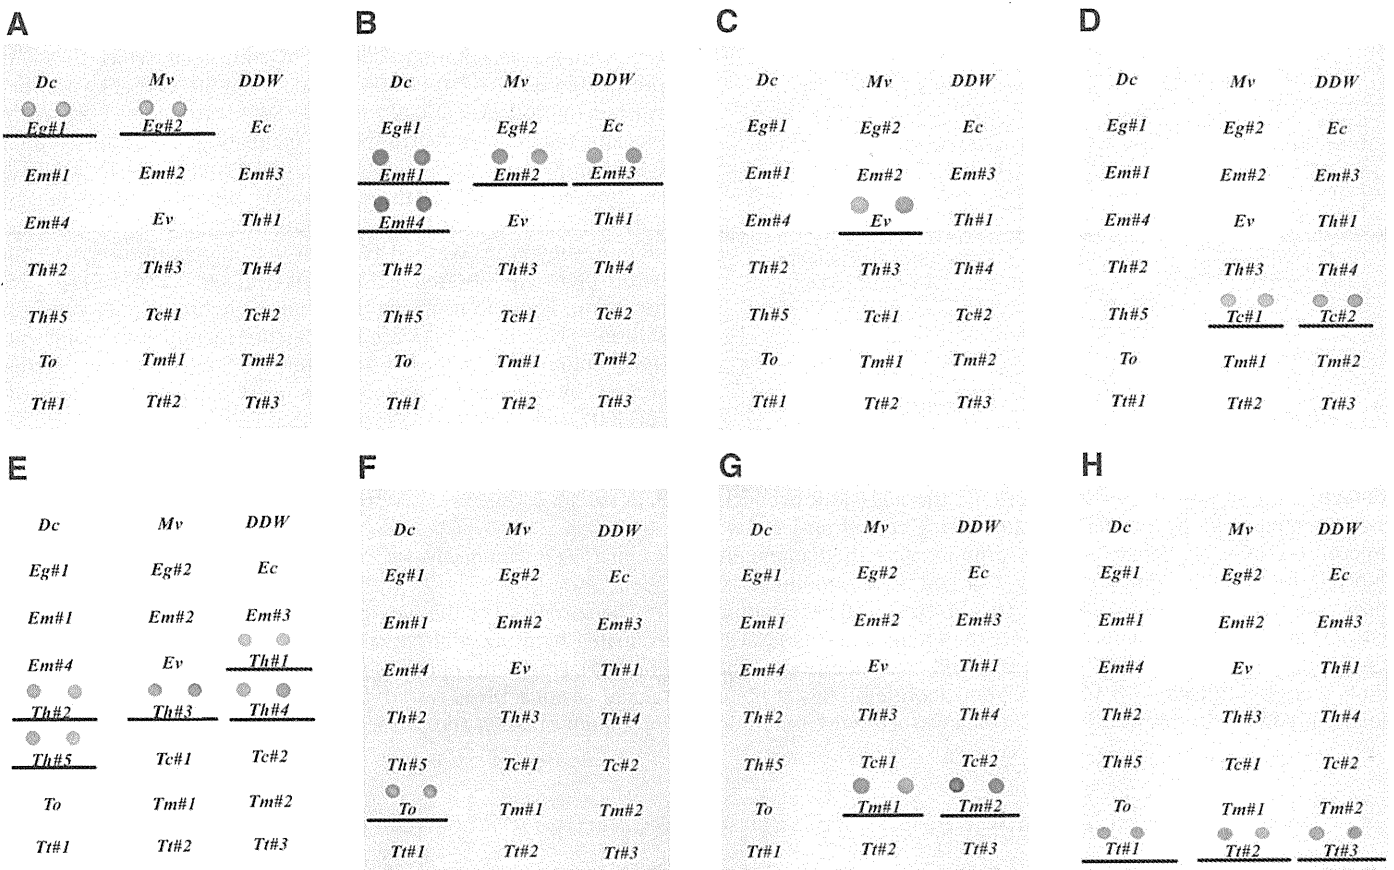 A
Dc Mv DDW
Eg#1 Eg#2 Ec
Em#1 Em#2 Em#3
Em#4 Ev Th#1
Th#2 Th#3 Th#4
Th#5 Tc#1 Tc#2
To Tm#1 Tm#2
Tt#1 Tt#2 Tt#3
B
Dc Mv DDW
Eg#1 Eg#2 Ec
Em#1 Em#2 Em#3
Em#4 Ev Th#1
Th#2 Th#3 Th#4
Th#5 Tc#1 Tc#2
To Tm#1 Tm#2
Tt#1 Tt#2 Tt#3
C
Dc Mv DDW
Eg#1 Eg#2 Ec
Em#1 Em#2 Em#3
Em#4 Ev Th#1
Th#2 Th#3 Th#4
Th#5 Tc#1 Tc#2
To Tm#1 Tm#2
Tt#1 Tt#2 Tt#3
D
Dc Mv DDW
Eg#1 Eg#2 Ec
Em#1 Em#2 Em#3
Em#4 Ev Th#1
Th#2 Th#3 Th#4
Th#5 Tc#1 Tc#2
To Tm#1 Tm#2
Tt#1 Tt#2 Tt#3
E
Dc Mv DDW
Eg#1 Eg#2 Ec
Em#1 Em#2 Em#3
Em#4 Ev Th#1
Th#2 Th#3 Th#4
Th#5 Tc#1 Tc#2
To Tm#1 Tm#2
Tt#1 Tt#2 Tt#3
F
Dc Mv DDW
Eg#1 Eg#2 Ec
Em#1 Em#2 Em#3
Em#4 Ev Th#1
Th#2 Th#3 Th#4
Th#5 Tc#1 Tc#2
To Tm#1 Tm#2
Tt#1 Tt#2 Tt#3
G
Dc Mv DDW
Eg#1 Eg#2 Ec
Em#1 Em#2 Em#3
Em#4 Ev Th#1
Th#2 Th#3 Th#4
Th#5 Tc#1 Tc#2
To Tm#1 Tm#2
Tt#1 Tt#2 Tt#3
H
Dc Mv DDW
Eg#1 Eg#2 Ec
Em#1 Em#2 Em#3
Em#4 Ev Th#1
Th#2 Th#3 Th#4
Th#5 Tc#1 Tc#2
To Tm#1 Tm#2
Tt#1 Tt#2 Tt#3